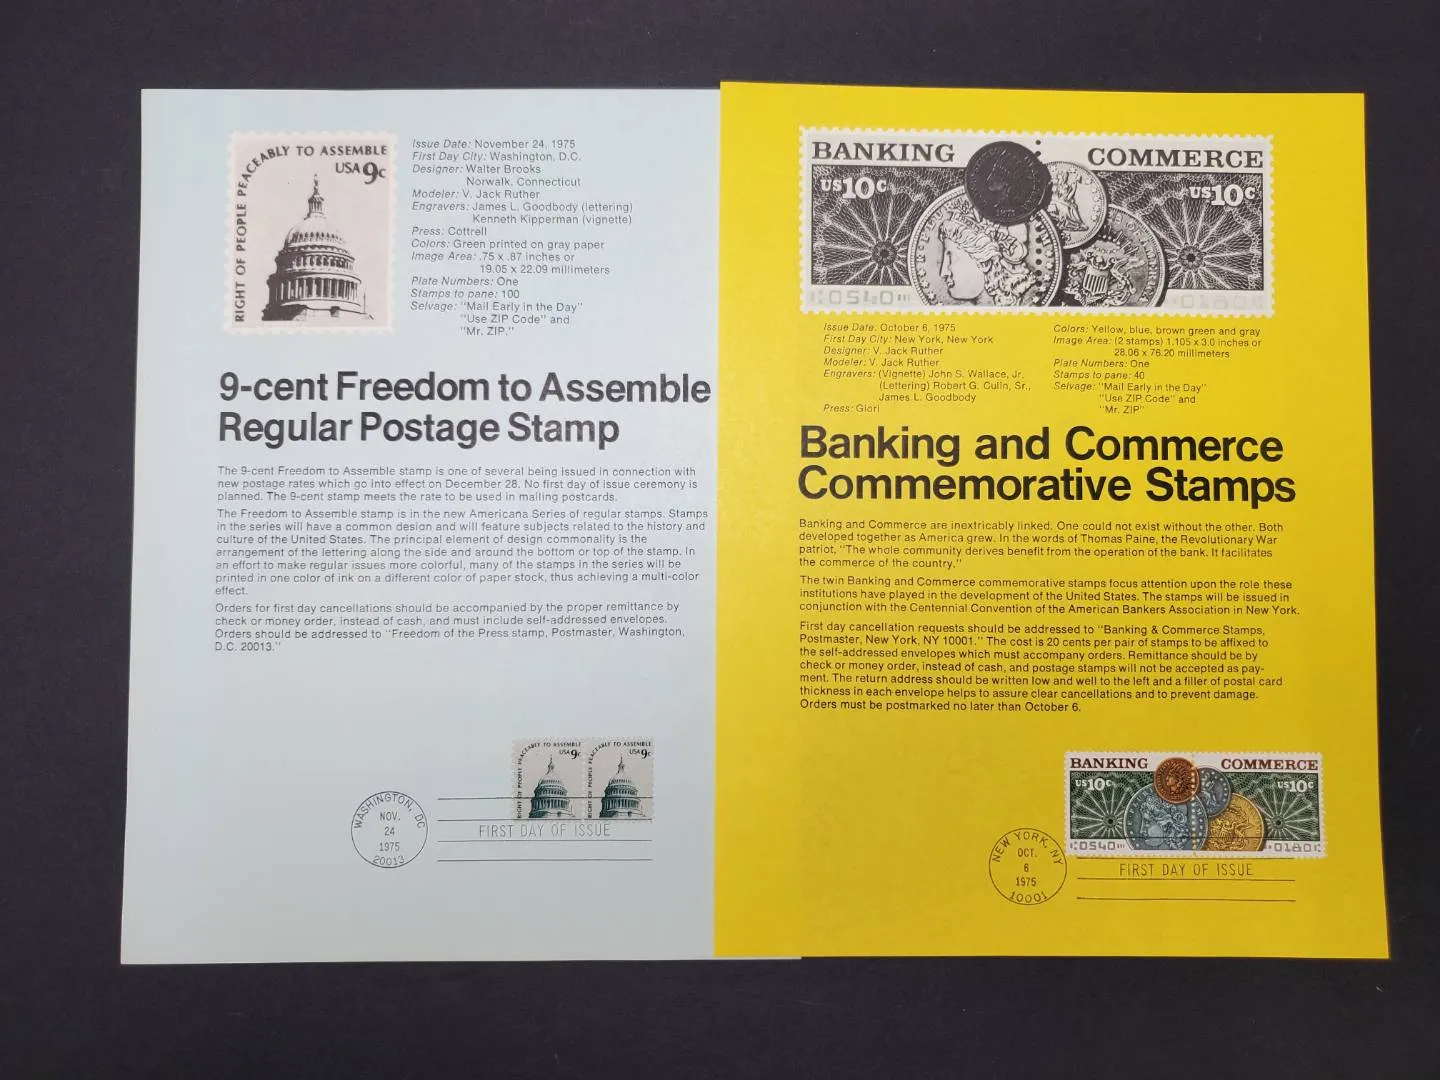 RIGHT OF PEOPLE PEACEABLY TO ASSEMBLE
USA 9c
Issue Date: November 24, 1975
First Day City: Washington, D.C.
Designer: Walter Brooks
Norwalk, Connecticut
Modeler: V. Jack Ruther
Engravers: James L. Goodbody (lettering)
Kenneth Kipperman (vignette)
Press: Cottrell
Colors: Green printed on gray paper
Image Area: .75 x .87 inches or
19.05 x 22.09 millimeters
Plate Numbers: One
Stamps to pane: 100
Selvage: "Mail Early in the Day"
"Use ZIP Code" and
"Mr. ZIP."
9-cent Freedom to Assemble
Regular Postage Stamp
The 9-cent Freedom to Assemble stamp is one of several being issued in connection with
new postage rates which go into effect on December 28. No first day of issue ceremony is
planned. The 9-cent stamp meets the rate to be used in mailing postcards.
The Freedom to Assemble stamp is in the new Americana Series of regular stamps. Stamps
in the series will have a common design and will feature subjects related to the history and
culture of the United States. The principal element of design commonality is the
arrangement of the lettering along the side and around the bottom or top of the stamp. In
an effort to make regular issues more colorful, many of the stamps in the series will be
printed in one color of ink on a different color of paper stock, thus achieving a multi-color
effect.
Orders for first day cancellations should be accompanied by the proper remittance by
check or money order, instead of cash, and must include self-addressed envelopes.
Orders should be addressed to "Freedom of the Press stamp, Postmaster, Washington,
D.C. 20013."
RIGHT OF PEOPLE PEACEABLY TO ASSEMBLE
USA 9c
RIGHT OF PEOPLE PEACEABLY TO ASSEMBLE
USA 9c
WASHINGTON, DC
NOV.
24
1975
20013
FIRST DAY OF ISSUE
BANKING
COMMERCE
US 10c
US 10c
1877
0540
0180
Issue Date: October 6, 1975
First Day City: New York, New York
Designer: V. Jack Ruther
Modeler: V. Jack Ruther
Engravers: (Vignette) John S. Wallace, Jr.
(Lettering) Robert G. Culin, Sr.,
James L. Goodbody
Press: Giori
Colors: Yellow, blue, brown green and gray
Image Area: (2 stamps) 1.105 x 3.0 inches or
28.06 x 76.20 millimeters
Plate Numbers: One
Stamps to pane: 40
Selvage: "Mail Early in the Day"
"Use ZIP Code" and
"Mr. ZIP"
Banking and Commerce
Commemorative Stamps
Banking and Commerce are inextricably linked. One could not exist without the other. Both
developed together as America grew. In the words of Thomas Paine, the Revolutionary War
patriot, "The whole community derives benefit from the operation of the bank. It facilitates
the commerce of the country."
The twin Banking and Commerce commemorative stamps focus attention upon the role these
institutions have played in the development of the United States. The stamps will be issued in
conjunction with the Centennial Convention of the American Bankers Association in New York.
First day cancellation requests should be addressed to "Banking & Commerce Stamps,
Postmaster, New York, NY 10001." The cost is 20 cents per pair of stamps to be affixed to
the self-addressed envelopes which must accompany orders. Remittance should be by
check or money order, instead of cash, and postage stamps will not be accepted as pay-
ment. The return address should be written low and well to the left and a filler of postal card
thickness in each envelope helps to assure clear cancellations and to prevent damage.
Orders must be postmarked no later than October 6.
BANKING
COMMERCE
US 10c
US 10c
0540
0180
NEW YORK, NY
OCT.
6
1975
10001
FIRST DAY OF ISSUE